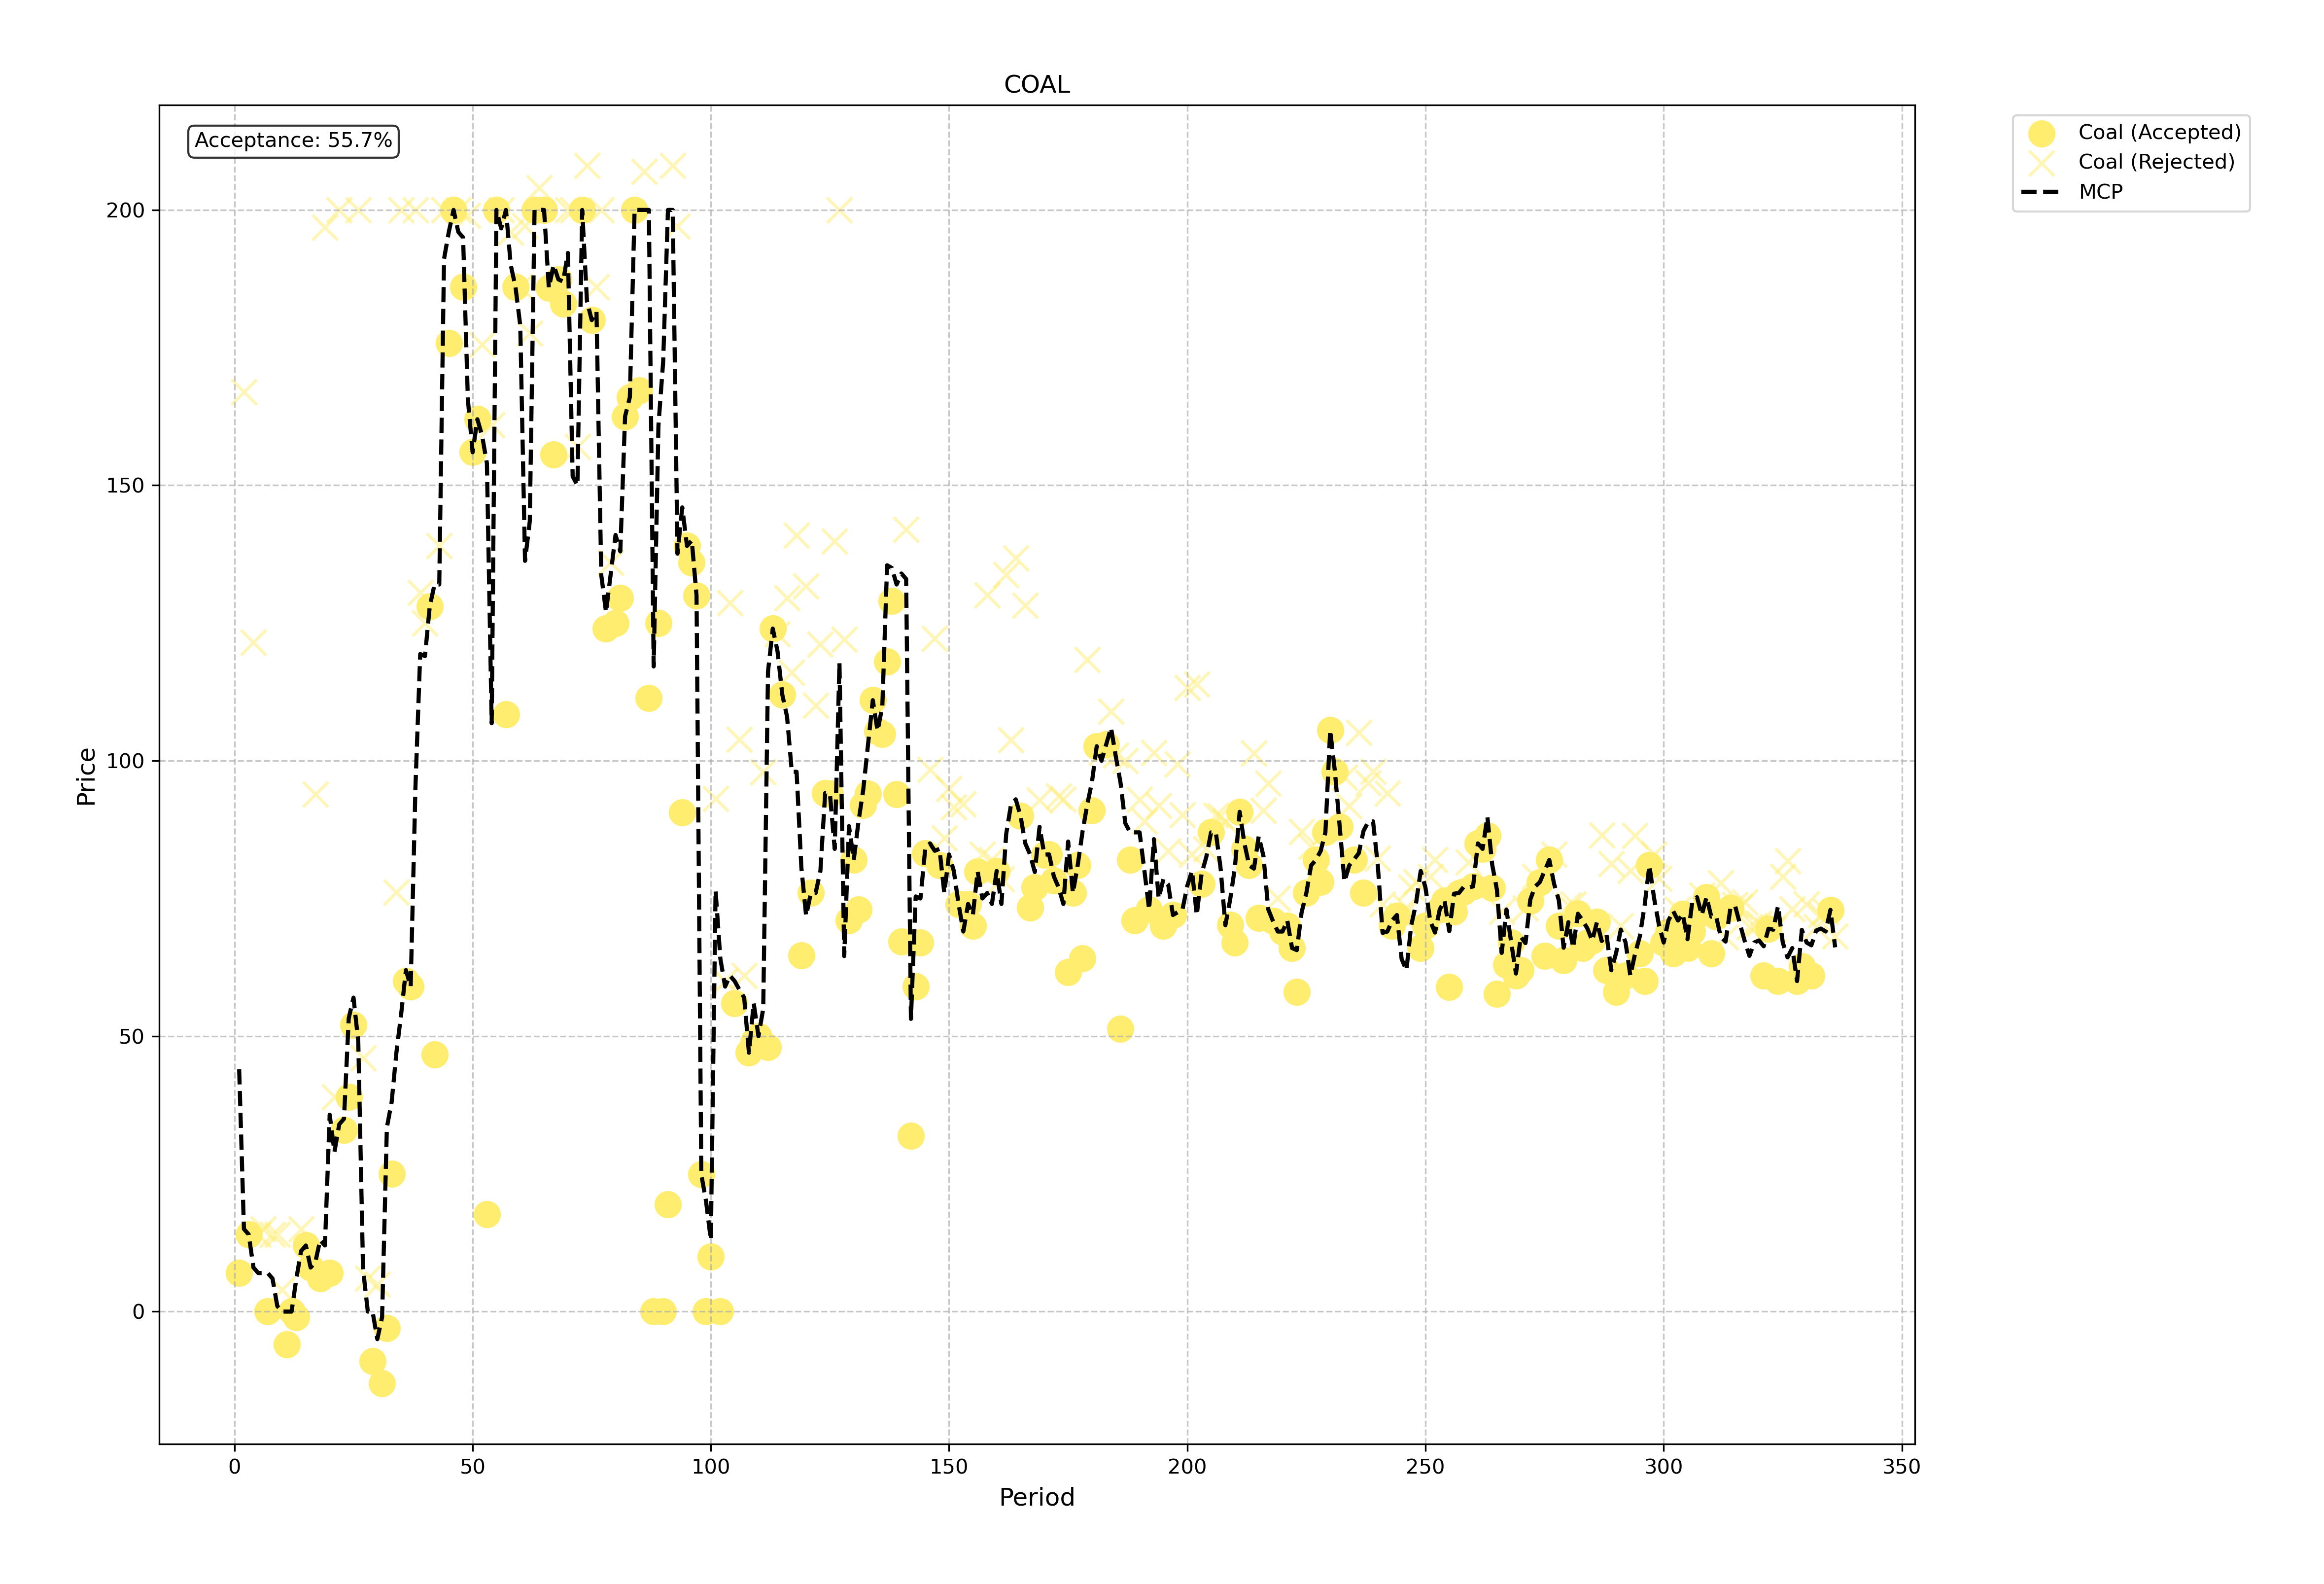 COAL
Acceptance: 55.7%
Coal (Accepted)
Coal (Rejected)
MCP
200
150
100
50
0
Price
0 50 100 150 200 250 300 350
Period